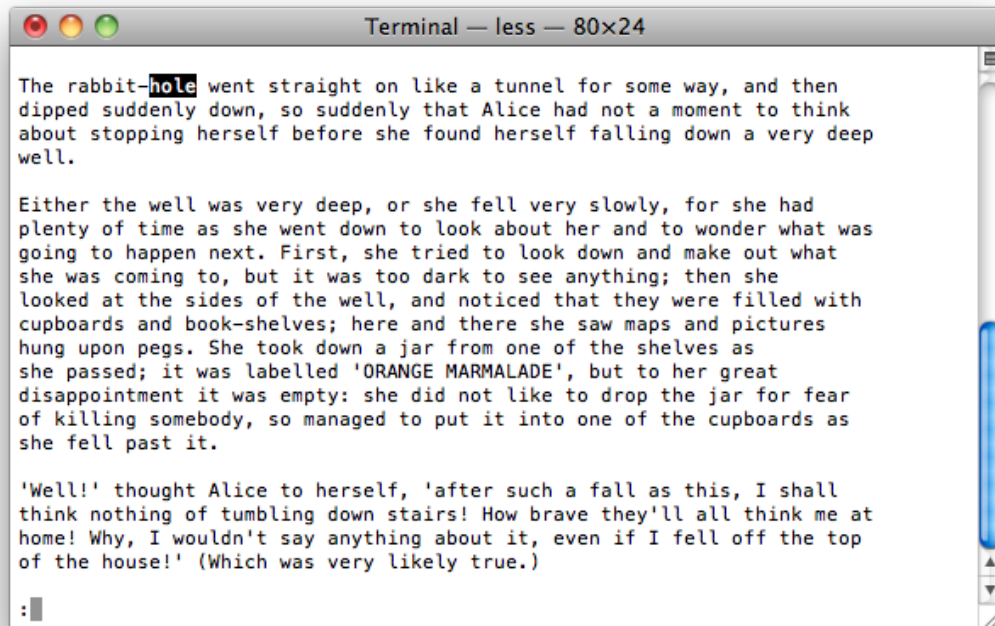 Terminal — less — 80×24
The rabbit-hole went straight on like a tunnel for some way, and then
dipped suddenly down, so suddenly that Alice had not a moment to think
about stopping herself before she found herself falling down a very deep
well.
Either the well was very deep, or she fell very slowly, for she had
plenty of time as she went down to look about her and to wonder what was
going to happen next. First, she tried to look down and make out what
she was coming to, but it was too dark to see anything; then she
looked at the sides of the well, and noticed that they were filled with
cupboards and book-shelves; here and there she saw maps and pictures
hung upon pegs. She took down a jar from one of the shelves as
she passed; it was labelled 'ORANGE MARMALADE', but to her great
disappointment it was empty: she did not like to drop the jar for fear
of killing somebody, so managed to put it into one of the cupboards as
she fell past it.
'Well!' thought Alice to herself, 'after such a fall as this, I shall
think nothing of tumbling down stairs! How brave they'll all think me at
home! Why, I wouldn't say anything about it, even if I fell off the top
of the house!' (Which was very likely true.)
: